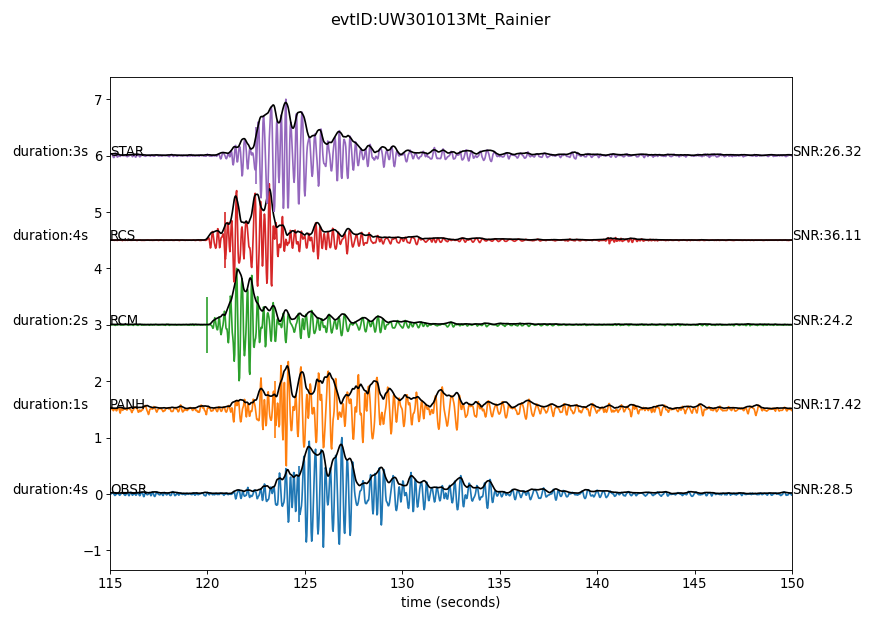 evtID:UW301013Mt_Rainier
7
duration:3s 6 STAR SNR:26.32
5
duration:4s RCS SNR:36.11
4
duration:2s 3 RCM SNR:24.2
2
duration:1s PANH SNR:17.42
1
duration:4s 0 OBSR SNR:28.5
−1
115 120 125 130 135 140 145 150
time (seconds)